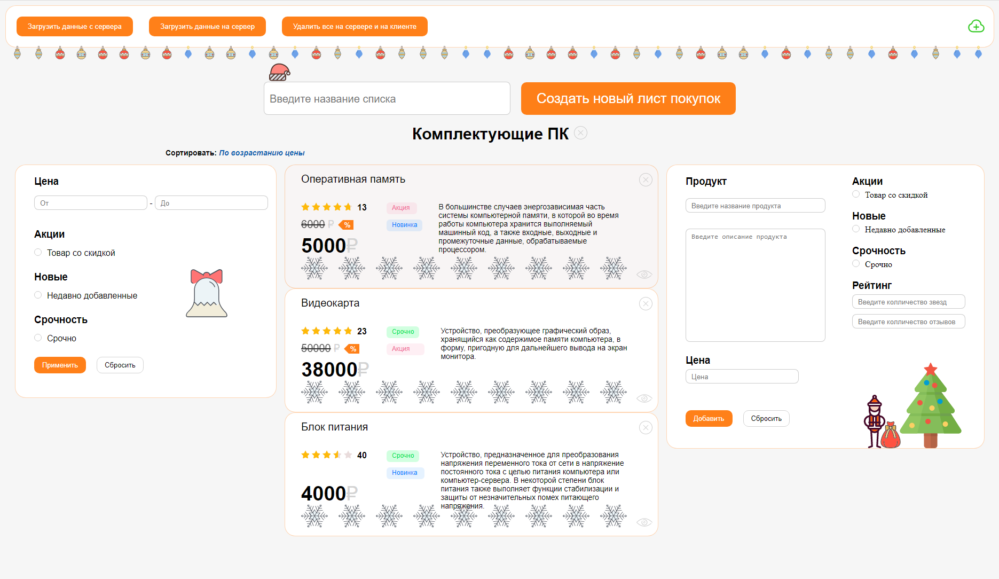 Загрузить данные с сервера
Загрузить данные на сервер
Удалить все на сервере и на клиенте
Введите название списка
Создать новый лист покупок
Комплектующие ПК
Сортировать: По возрастанию цены
Цена
От - До
Акции
Товар со скидкой
Новые
Недавно добавленные
Срочность
Срочно
Применить
Сбросить
Оперативная память
13
6000 ₽ %
5000₽
Акция
Новинка
В большинстве случаев энергозависимая часть
системы компьютерной памяти, в которой во время
работы компьютера хранится выполняемый
машинный код, а также входные, выходные и
промежуточные данные, обрабатываемые
процессором.
Видеокарта
23
50000 ₽ %
38000₽
Срочно
Акция
Устройство, преобразующее графический образ,
хранящийся как содержимое памяти компьютера, в
форму, пригодную для дальнейшего вывода на экран
монитора.
Блок питания
40
4000₽
Срочно
Новинка
Устройство, предназначенное для преобразования
напряжения переменного тока от сети в напряжение
постоянного тока с целью питания компьютера или
компьютер-сервера. В некоторой степени блок
питания также выполняет функции стабилизации и
защиты от незначительных помех питающего
напряжения.
Продукт
Введите название продукта
Введите описание продукта
Цена
Цена
Добавить
Сбросить
Акции
Товар со скидкой
Новые
Недавно добавленные
Срочность
Срочно
Рейтинг
Введите колличество звезд
Введите колличество отзывов